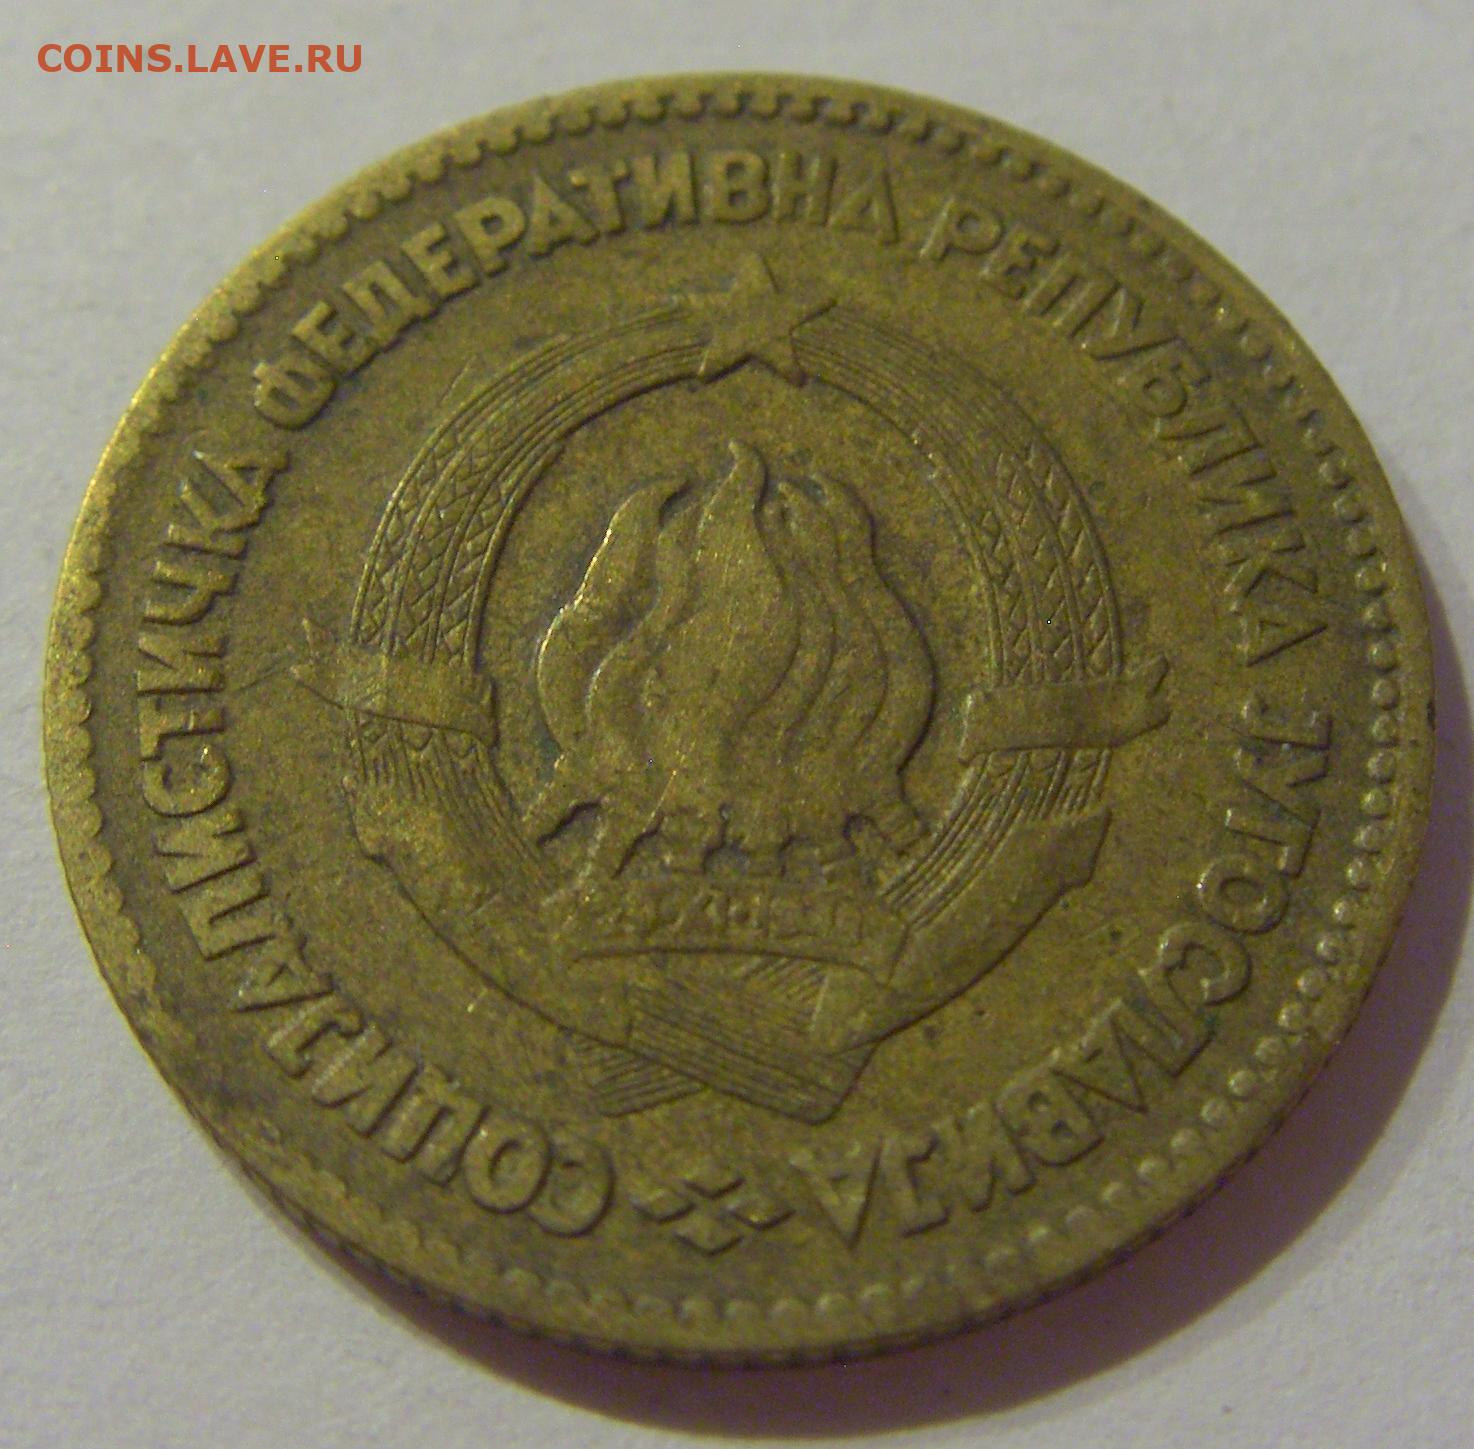 COINS.LAVE.RU
СОЦИЈАЛИСТИЧКА ФЕДЕРАТИВНА РЕПУБЛИКА ЈУГОСЛАВИЈА